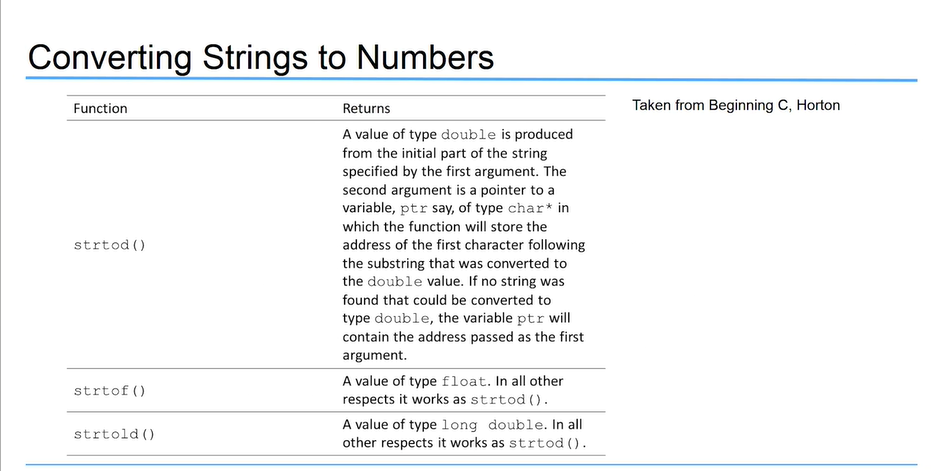 Converting Strings to Numbers
Function Returns
Taken from Beginning C, Horton
strtod()
A value of type double is produced
from the initial part of the string
specified by the first argument. The
second argument is a pointer to a
variable, ptr say, of type char* in
which the function will store the
address of the first character following
the substring that was converted to
the double value. If no string was
found that could be converted to
type double, the variable ptr will
contain the address passed as the first
argument.
strtof()
A value of type float. In all other
respects it works as strtod().
strtold()
A value of type long double. In all
other respects it works as strtod().